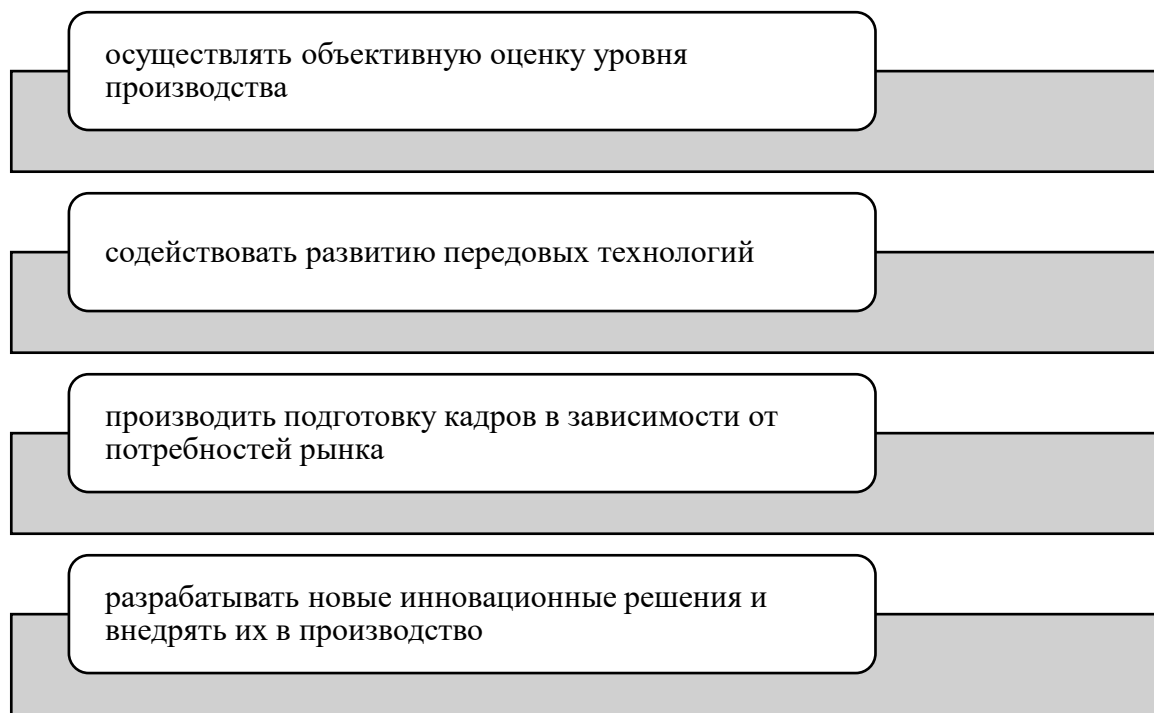 осуществлять объективную оценку уровня
производства
содействовать развитию передовых технологий
производить подготовку кадров в зависимости от
потребностей рынка
разрабатывать новые инновационные решения и
внедрять их в производство